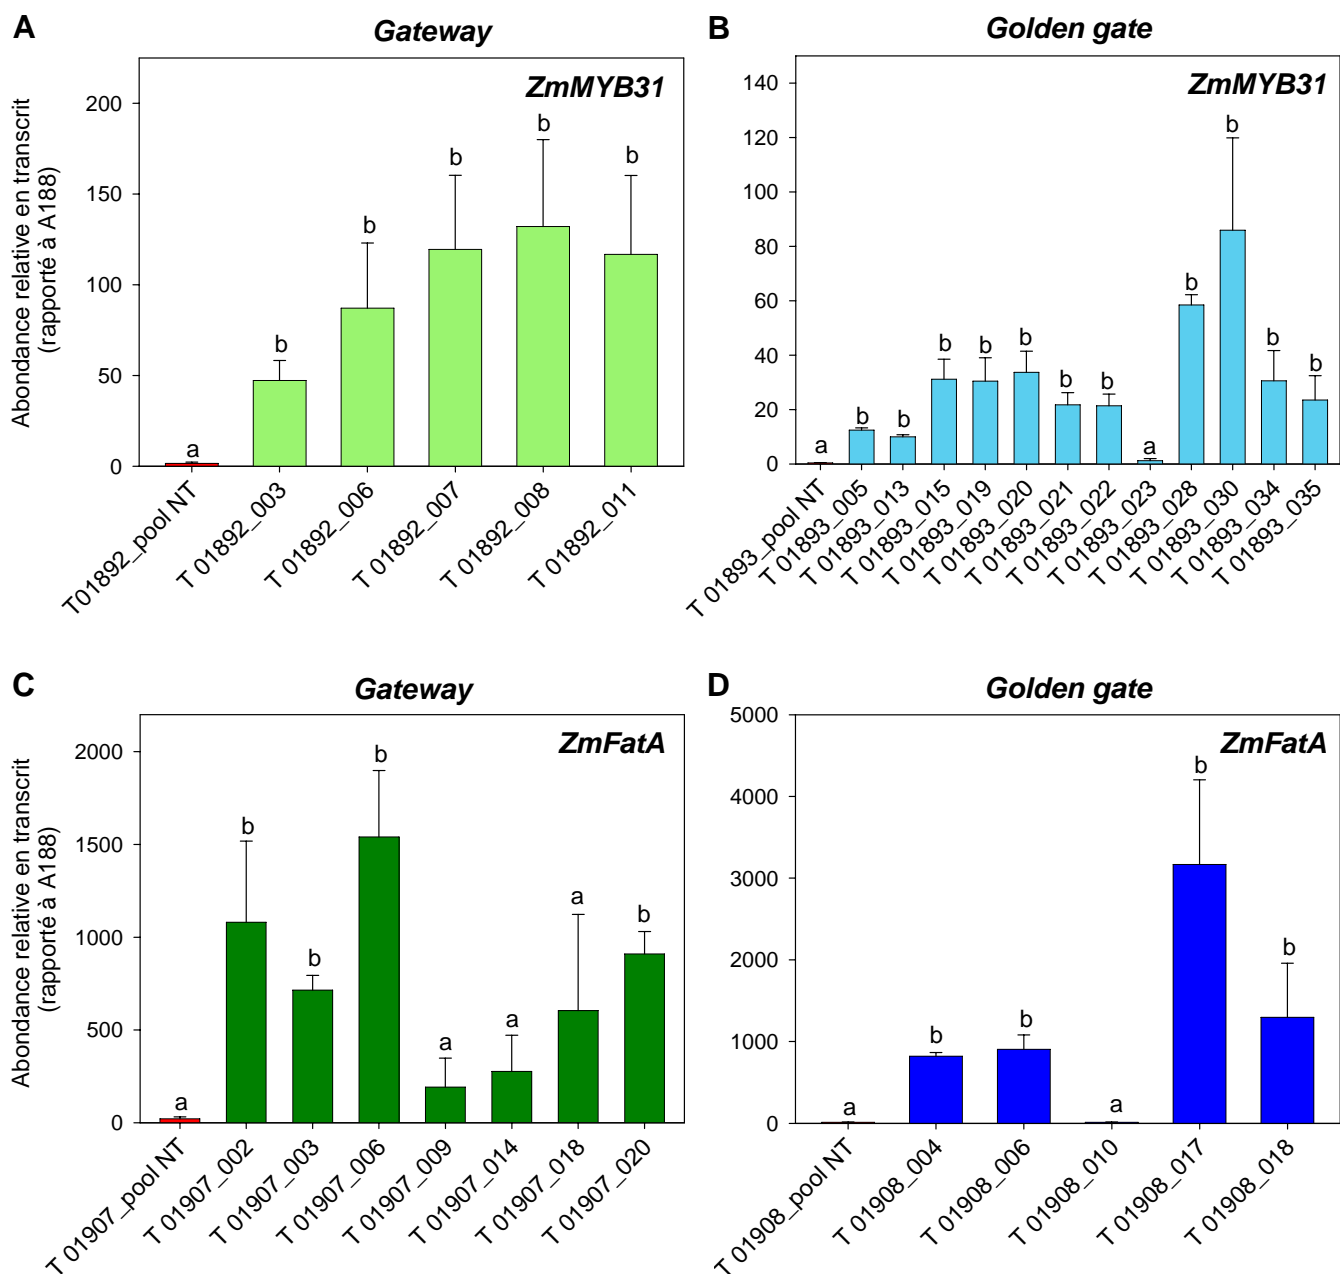 A
Gateway
ZmMYB31
Abondance relative en transcrit
(rapporté à A188)
200
150
100
50
0
a
b
b
b
b
b
T01892_pool NT
T 01892_003
T 01892_006
T 01892_007
T 01892_008
T 01892_011
B
Golden gate
ZmMYB31
140
120
100
80
60
40
20
0
a
b
b
b
b
b
b
b
a
b
b
b
b
T 01893_pool NT
T 01893_005
T 01893_013
T 01893_015
T 01893_019
T 01893_020
T 01893_021
T 01893_022
T 01893_023
T 01893_028
T 01893_030
T 01893_034
T 01893_035
C
Gateway
ZmFatA
Abondance relative en transcrit
(rapporté à A188)
2000
1500
1000
500
0
a
b
b
b
a
a
a
b
T 01907_pool NT
T 01907_002
T 01907_003
T 01907_006
T 01907_009
T 01907_014
T 01907_018
T 01907_020
D
Golden gate
ZmFatA
5000
4000
3000
2000
1000
0
a
b
b
a
b
b
T 01908_pool NT
T 01908_004
T 01908_006
T 01908_010
T 01908_017
T 01908_018